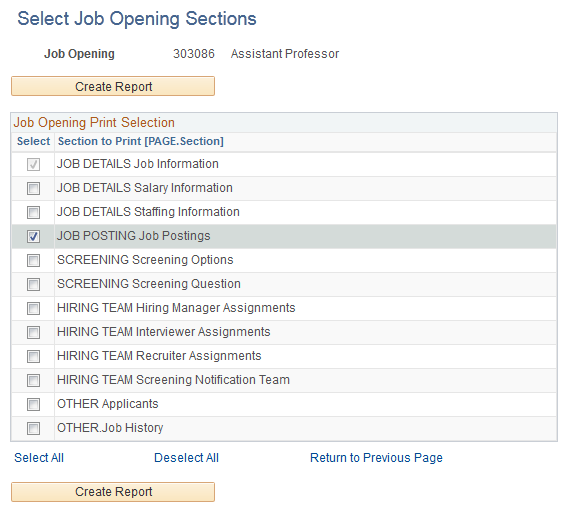 Select Job Opening Sections
Job Opening 303086 Assistant Professor
Create Report
Job Opening Print Selection
Select Section to Print [PAGE.Section]
JOB DETAILS Job Information
JOB DETAILS Salary Information
JOB DETAILS Staffing Information
JOB POSTING Job Postings
SCREENING Screening Options
SCREENING Screening Question
HIRING TEAM Hiring Manager Assignments
HIRING TEAM Interviewer Assignments
HIRING TEAM Recruiter Assignments
HIRING TEAM Screening Notification Team
OTHER Applicants
OTHER.Job History
Select All Deselect All Return to Previous Page
Create Report